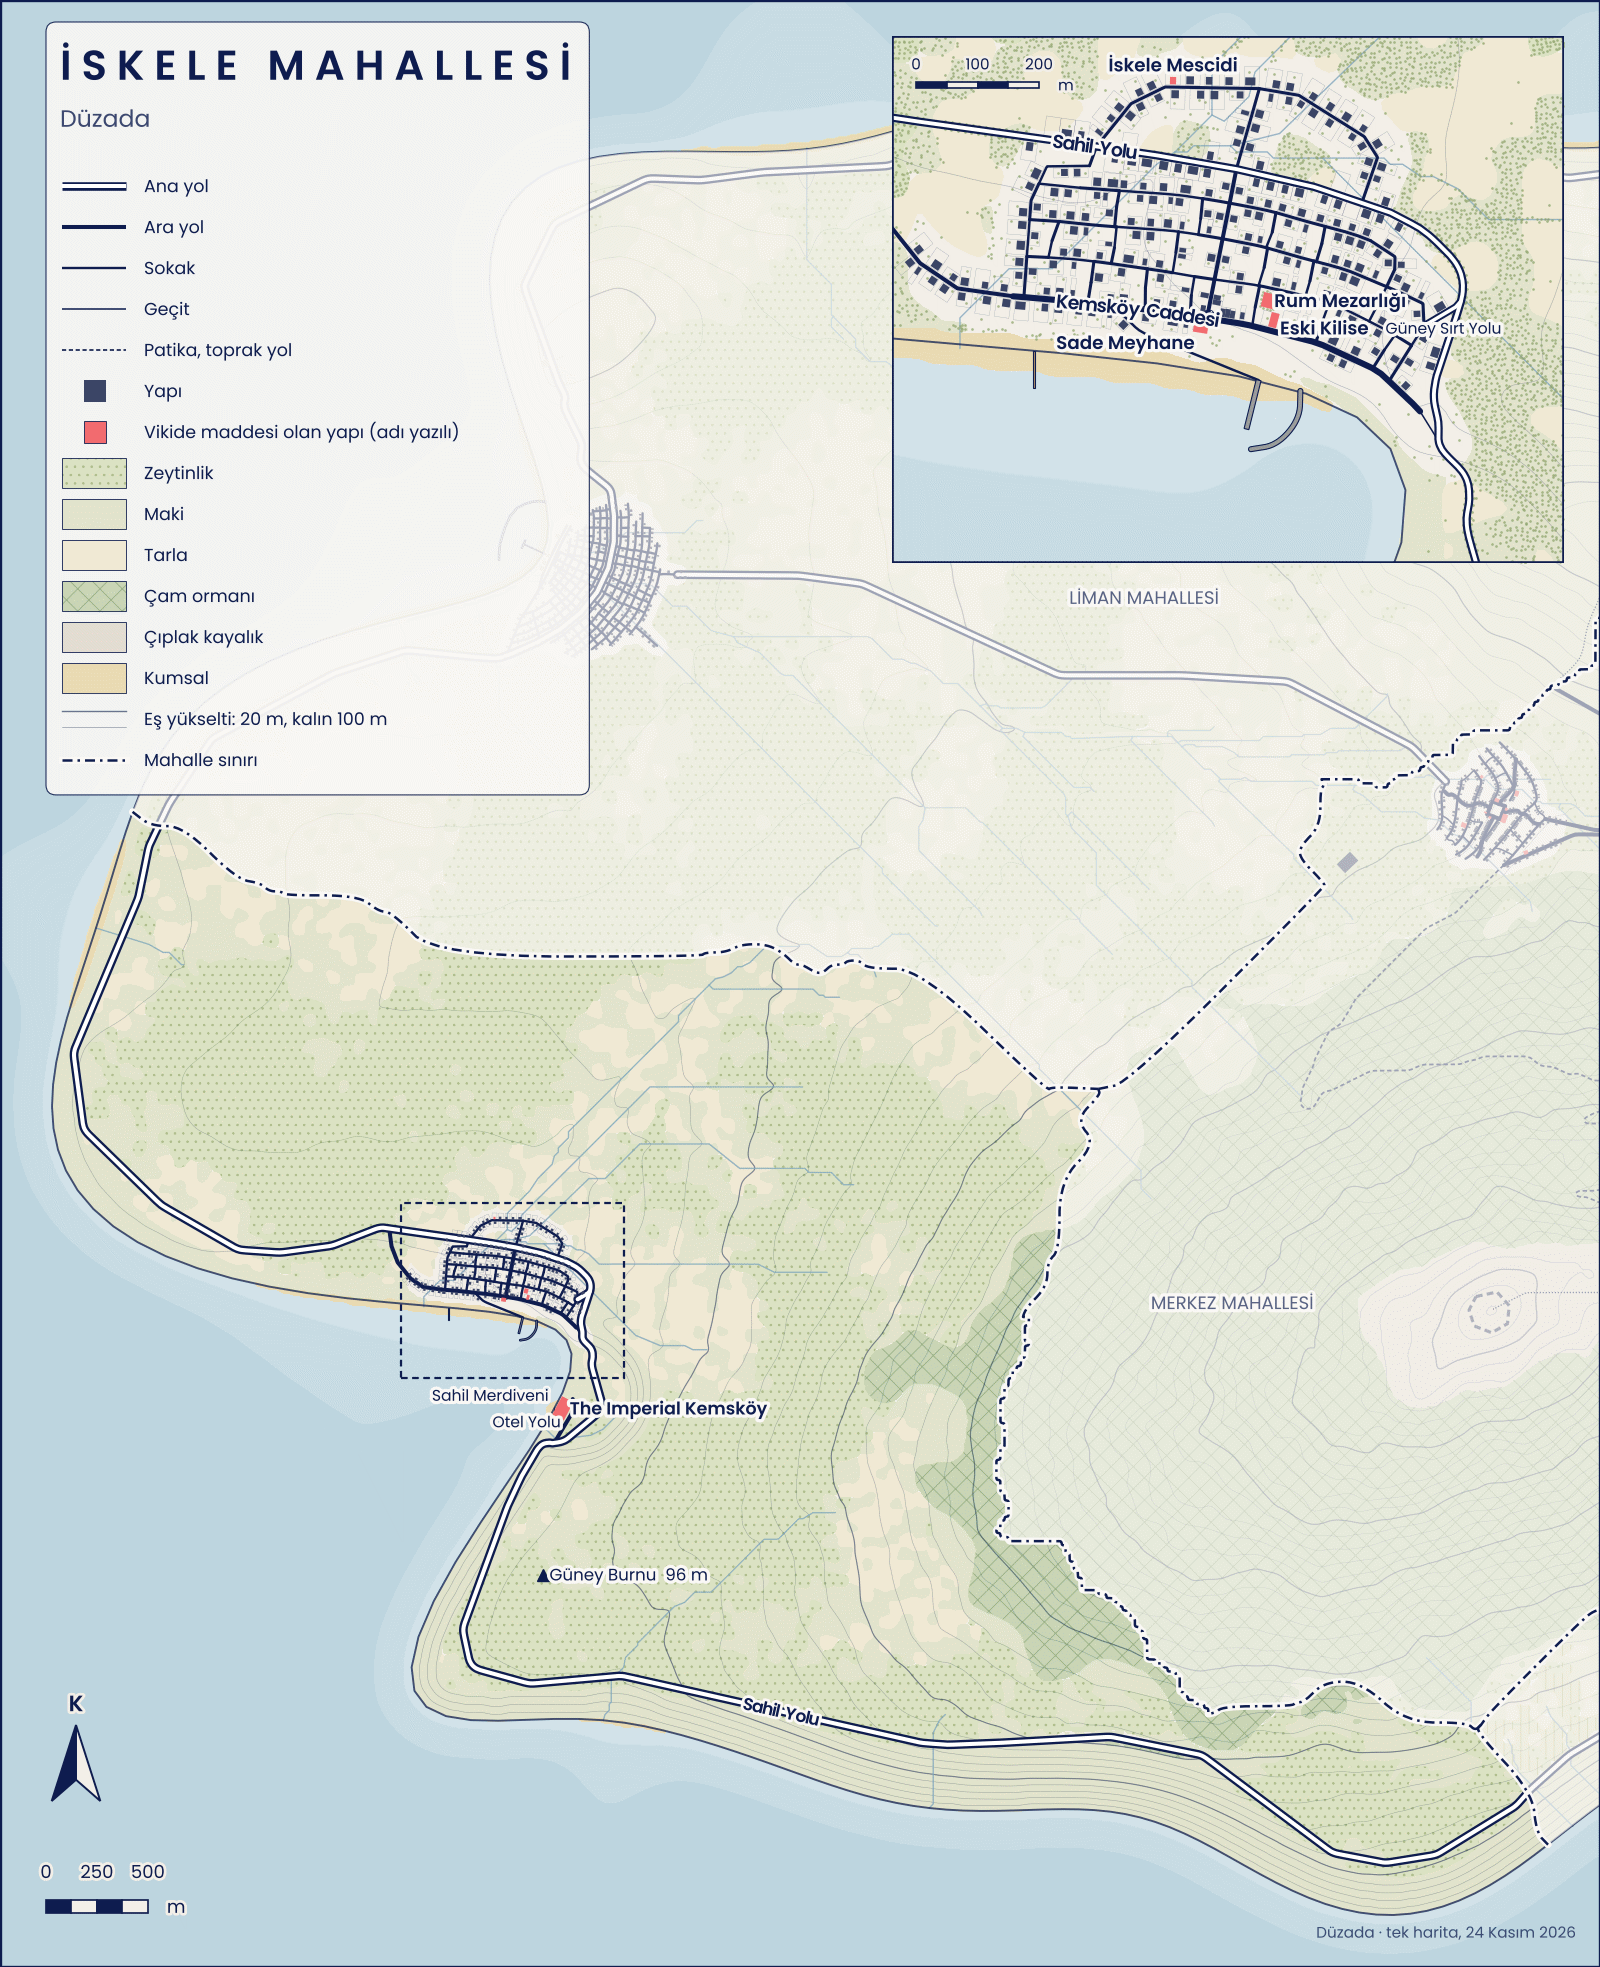 İSKELE MAHALLESİ
Düzada
Ana yol
Ara yol
Sokak
Geçit
Patika, toprak yol
Yapı
Vikide maddesi olan yapı (adı yazılı)
Zeytinlik
Maki
Tarla
Çam ormanı
Çıplak kayalık
Kumsal
Eş yükselti: 20 m, kalın 100 m
Mahalle sınırı
0 100 200
m
İskele Mescidi
Sahil Yolu
Kemsköy Caddesi
Rum Mezarlığı
Eski Kilise
Güney Sırt Yolu
Sade Meyhane
LİMAN MAHALLESİ
MERKEZ MAHALLESİ
Sahil Merdiveni
The Imperial Kemsköy
Otel Yolu
Güney Burnu 96 m
Sahil Yolu
K
0 250 500
m
Düzada · tek harita, 24 Kasım 2026